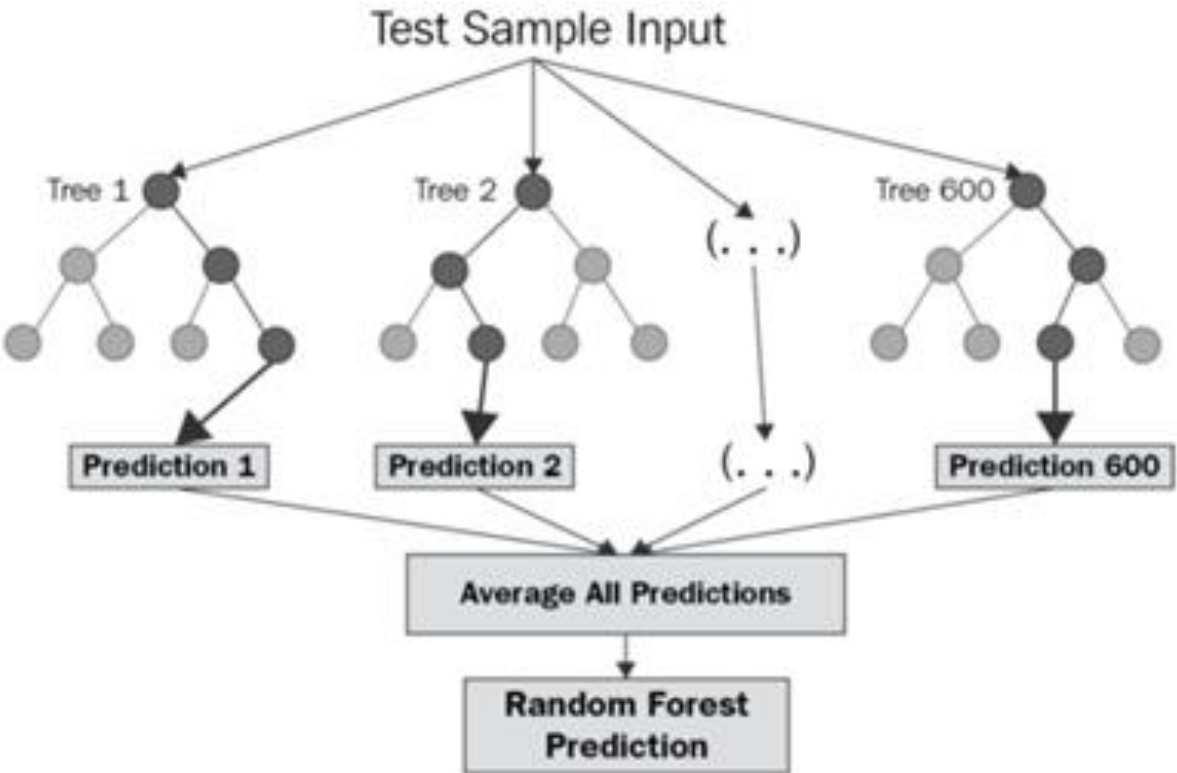 Test Sample Input
Tree 1
Tree 2
Tree 600
(. . .)
Prediction 1
Prediction 2
(. . .)
Prediction 600
Average All Predictions
Random Forest
Prediction